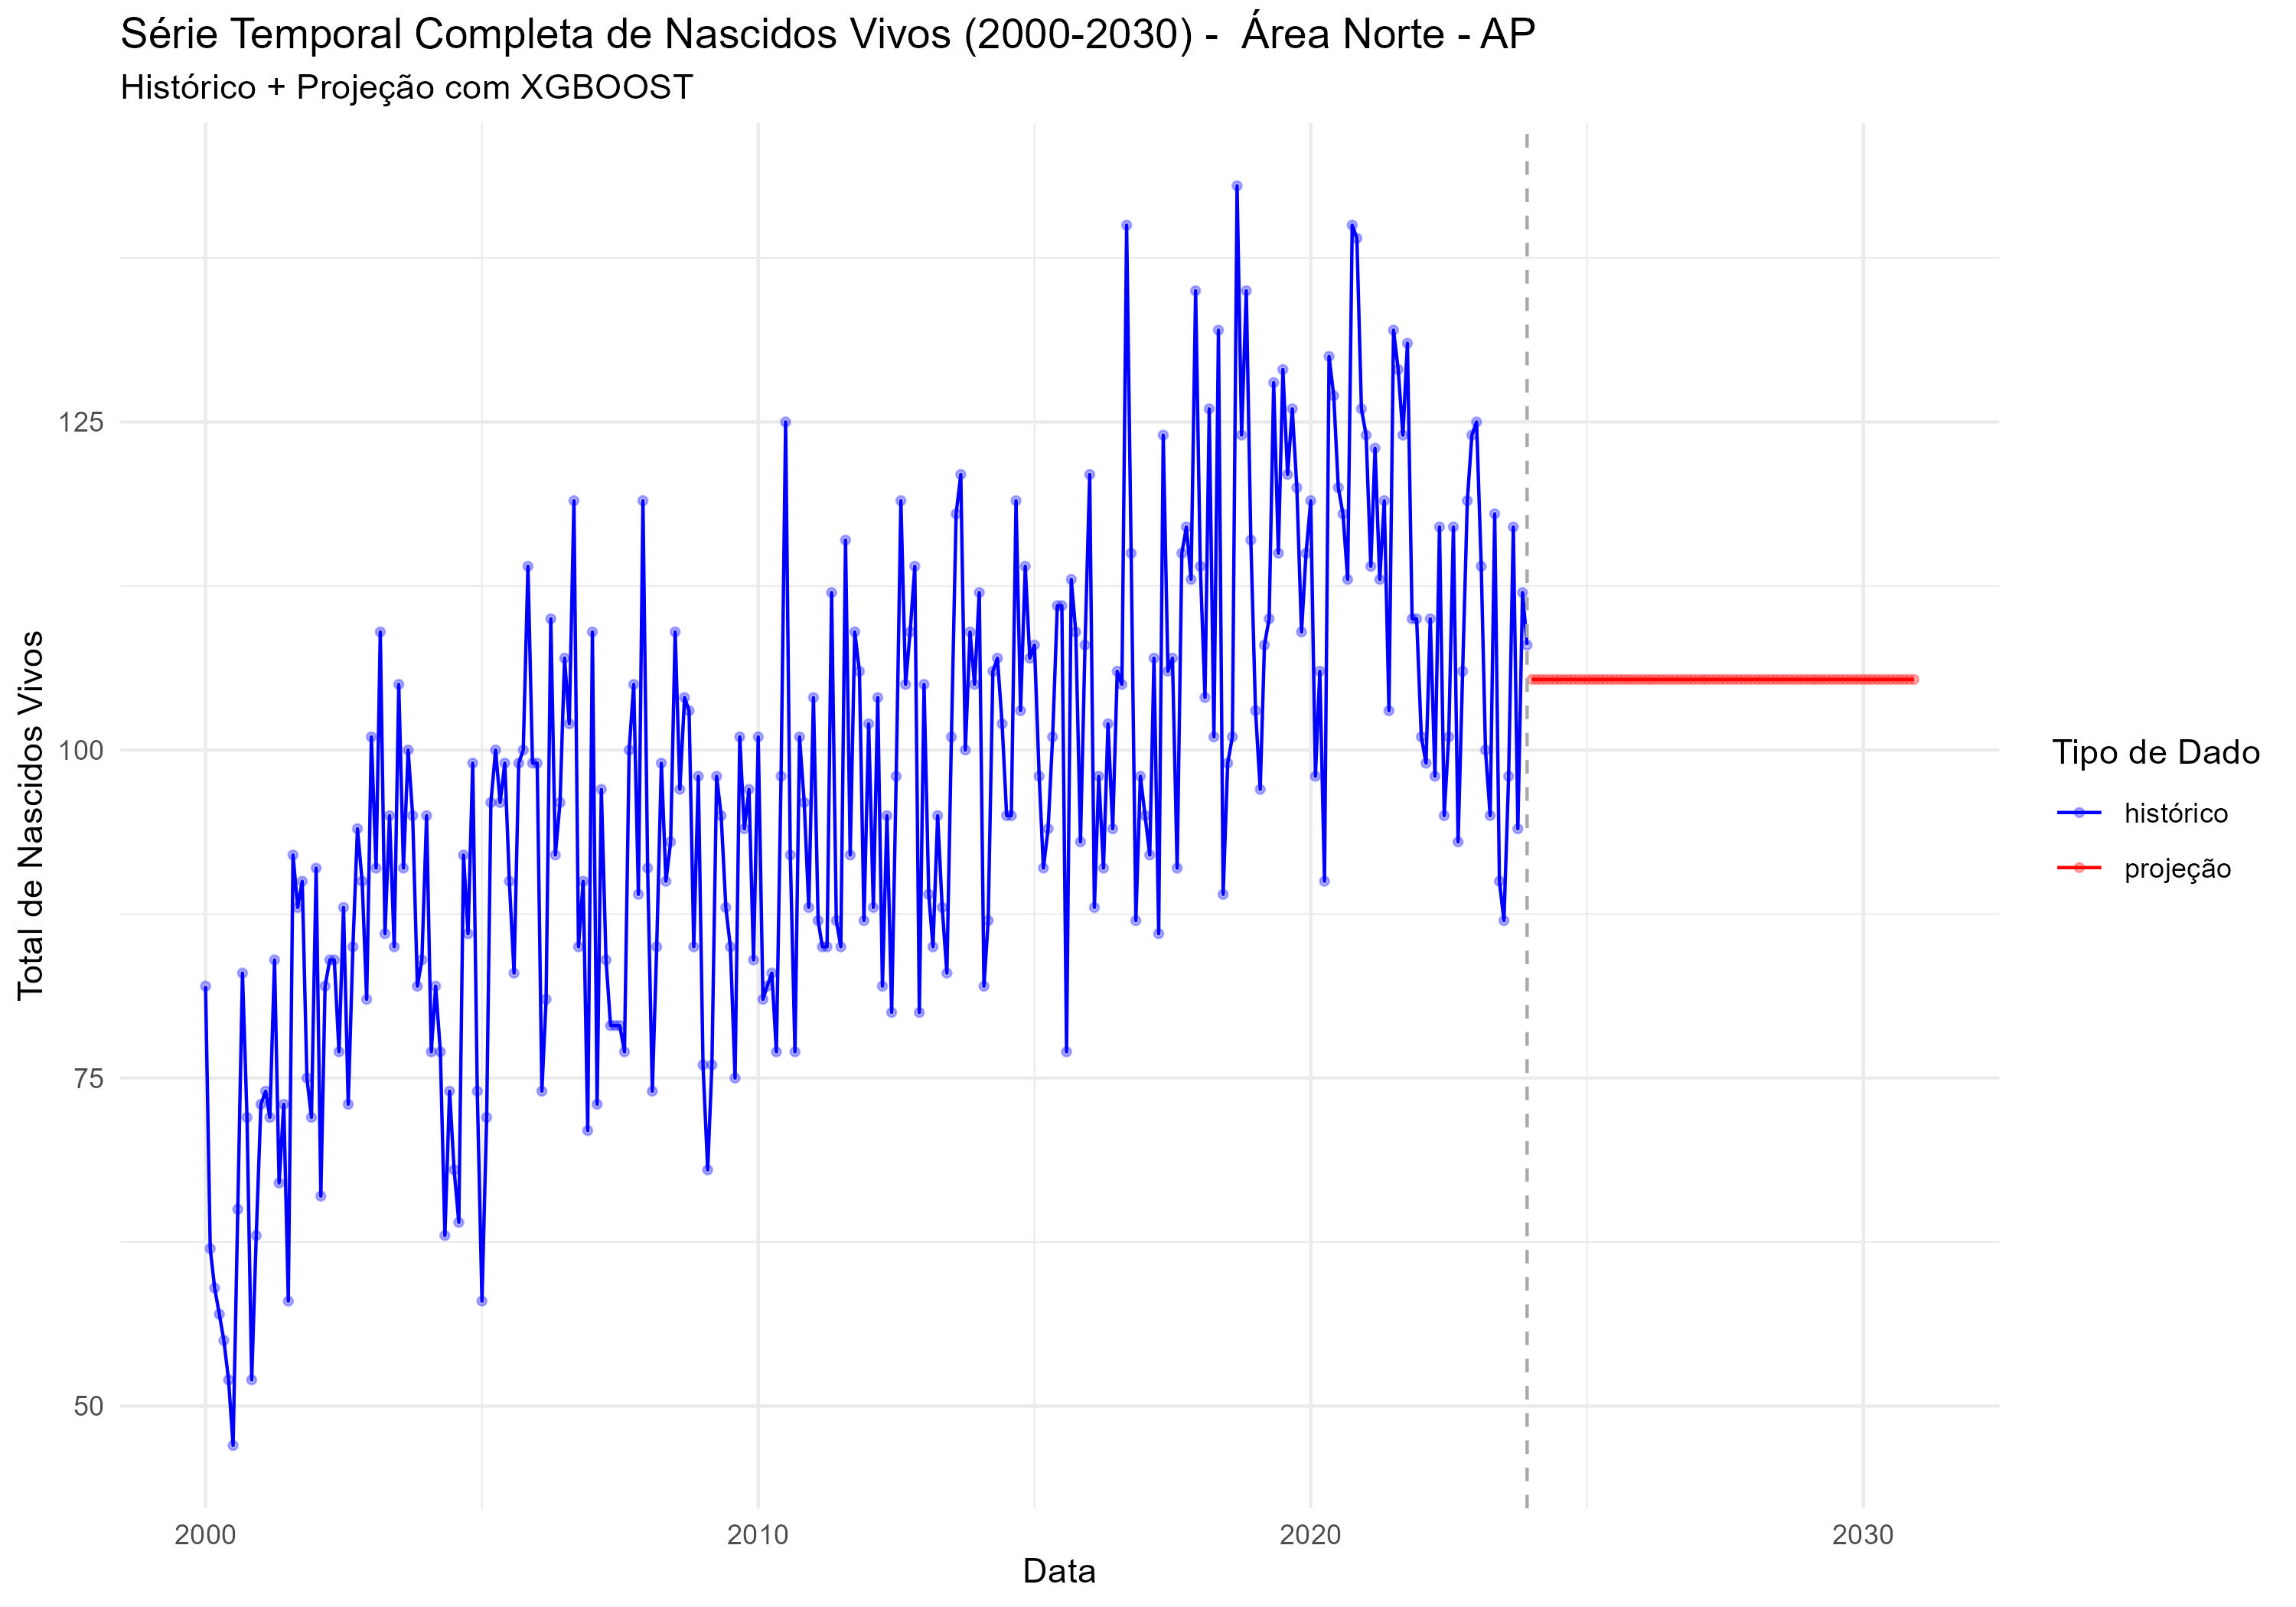 Série Temporal Completa de Nascidos Vivos (2000-2030) -  Área Norte - AP
Histórico + Projeção com XGBOOST
Total de Nascidos Vivos
125
100
75
50
2000
2010
2020
2030
Data
Tipo de Dado
histórico
projeção